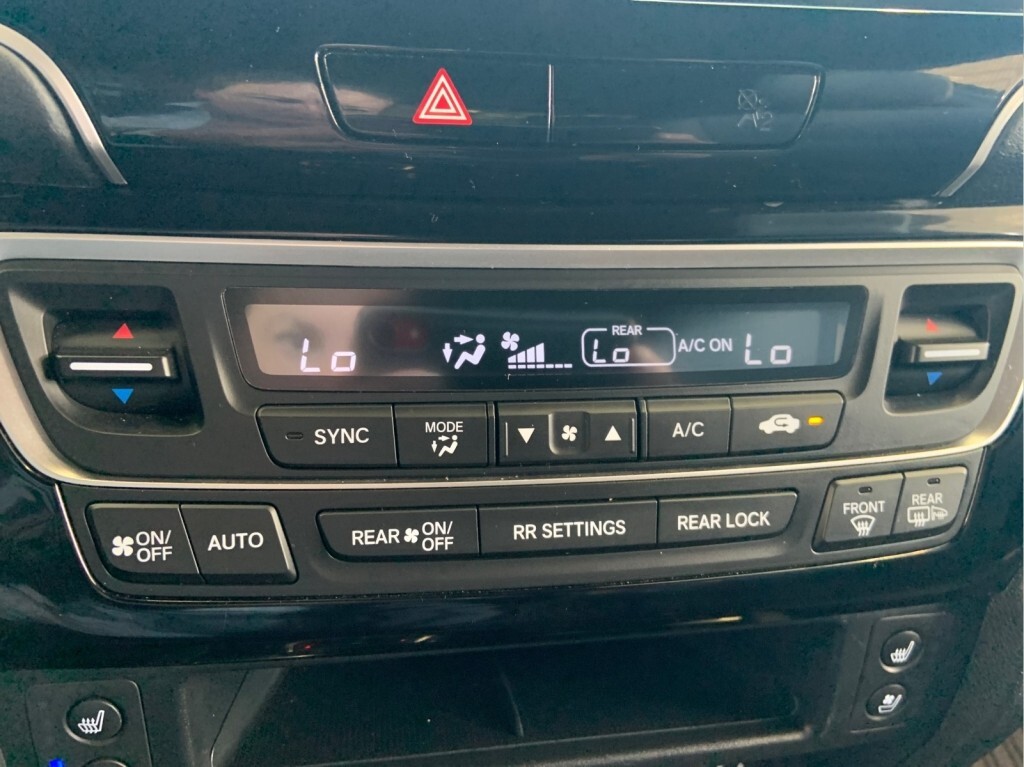 REAR
Lo
Lo
A/C ON
Lo
SYNC
MODE
A/C
ON/
OFF
AUTO
REAR ON/
OFF
RR SETTINGS
REAR LOCK
FRONT
REAR